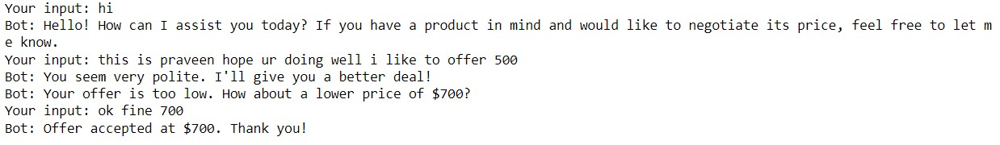 Your input: hi
Bot: Hello! How can I assist you today? If you have a product in mind and would like to negotiate its price, feel free to let m
e know.
Your input: this is praveen hope ur doing well i like to offer 500
Bot: You seem very polite. I'll give you a better deal!
Bot: Your offer is too low. How about a lower price of $700?
Your input: ok fine 700
Bot: Offer accepted at $700. Thank you!